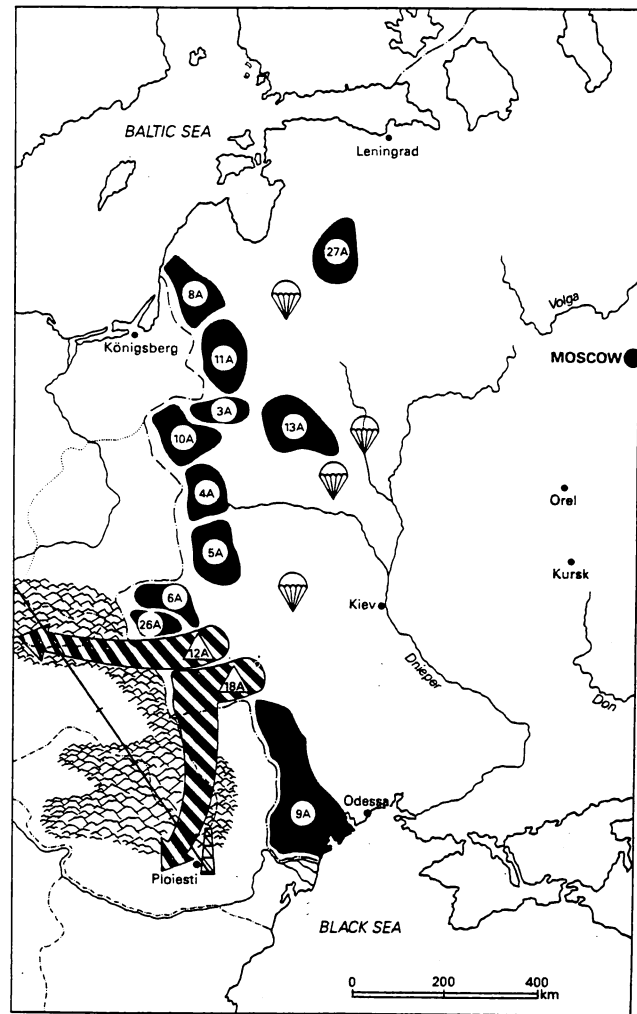 BALTIC SEA
Leningrad
27A
8A
Volga
Königsberg
11A
MOSCOW
3A
10A
13A
4A
Orel
5A
Kursk
6A
Kiev
26A
12A
Dnieper
18A
Don
9A
Odessa
Ploiesti
BLACK SEA
0 200 400
km